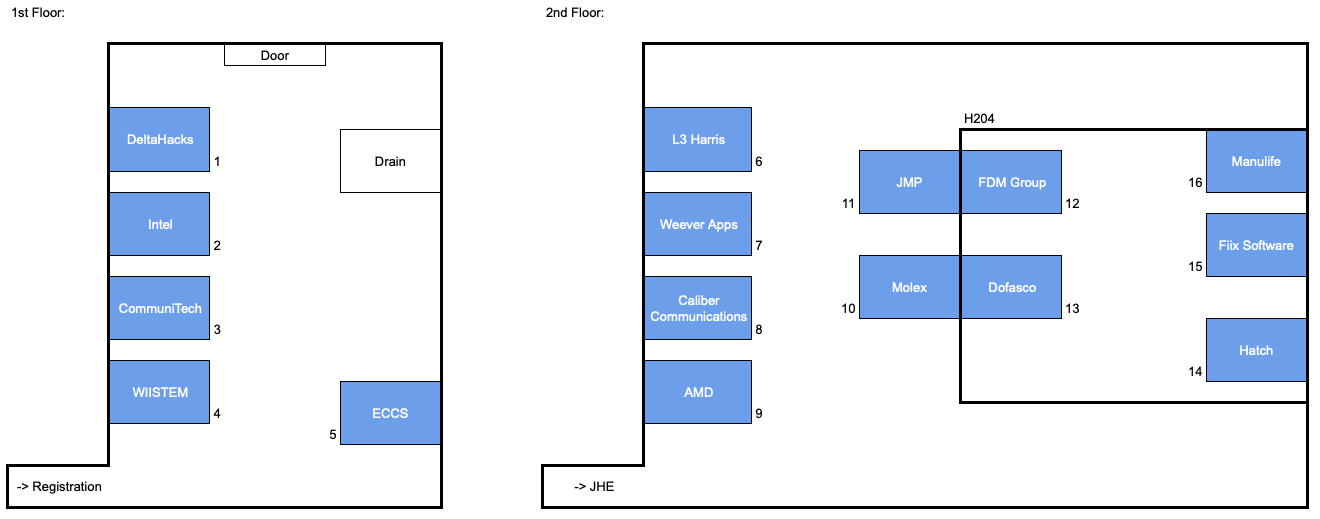 1st Floor:
Door
DeltaHacks
1
Drain
Intel
2
CommuniTech
3
WIISTEM
4
ECCS
5
-> Registration
2nd Floor:
L3 Harris
6
Weever Apps
7
Caliber
Communications
8
AMD
9
JMP
11
Molex
10
H204
FDM Group
12
Dofasco
13
Manulife
16
Fiix Software
15
Hatch
14
-> JHE